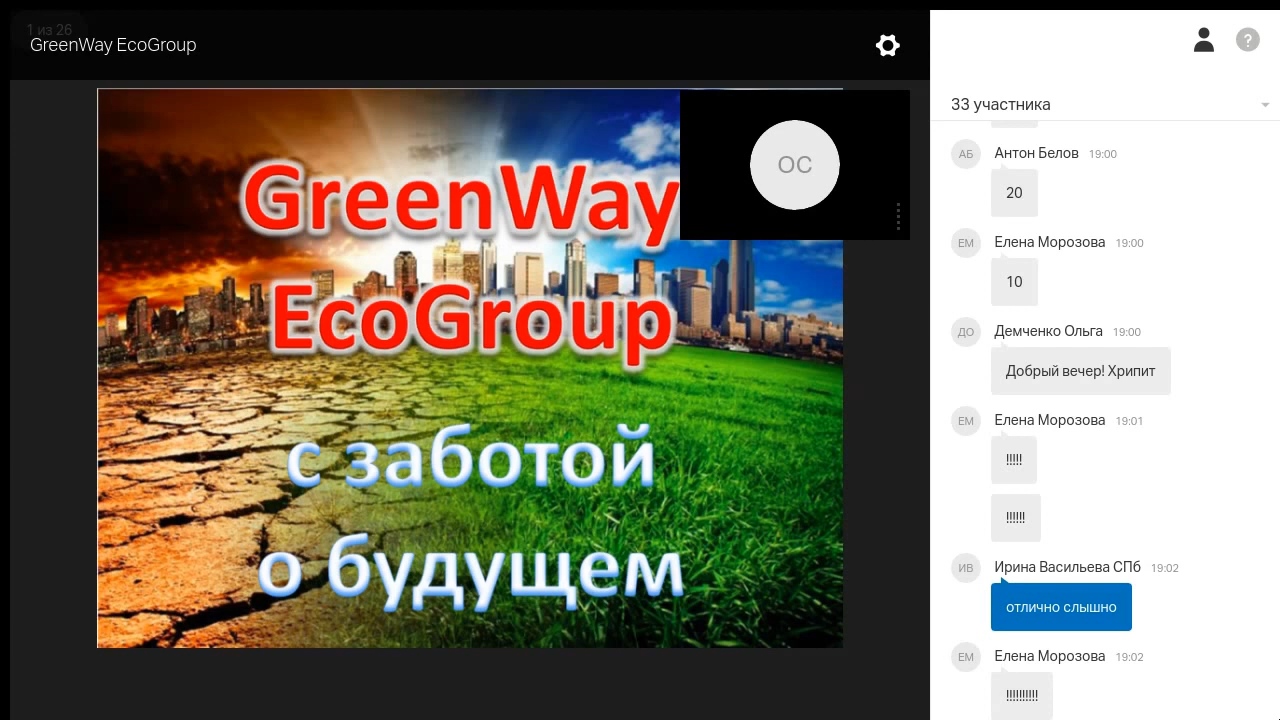 1 из 26
GreenWay EcoGroup
GreenWay
EcoGroup
с заботой
о будущем
ОС
33 участника
АБ
Антон Белов 19:00
20
ЕМ
Елена Морозова 19:00
10
ДО
Демченко Ольга 19:00
Добрый вечер! Хрипит
ЕМ
Елена Морозова 19:01
!!!!!
!!!!!!
ИВ
Ирина Васильева СПб 19:02
отлично слышно
ЕМ
Елена Морозова 19:02
!!!!!!!!!!